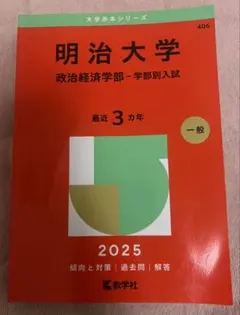 大学赤本シリーズ
406
明治大学
政治経済学部－学部別入試
最近3カ年
一般
2025
傾向と対策｜過去問｜解答
教学社